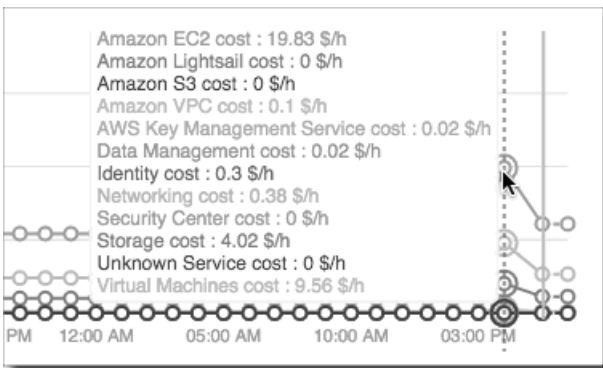 Amazon EC2 cost : 19.83 $/h
Amazon Lightsail cost : 0 $/h
Amazon S3 cost : 0 $/h
Amazon VPC cost : 0.1 $/h
AWS Key Management Service cost : 0.02 $/h
Data Management cost : 0.02 $/h
Identity cost : 0.3 $/h
Networking cost : 0.38 $/h
Security Center cost : 0 $/h
Storage cost : 4.02 $/h
Unknown Service cost : 0 $/h
Virtual Machines cost : 9.56 $/h
PM 12:00 AM 05:00 AM 10:00 AM 03:00 PM